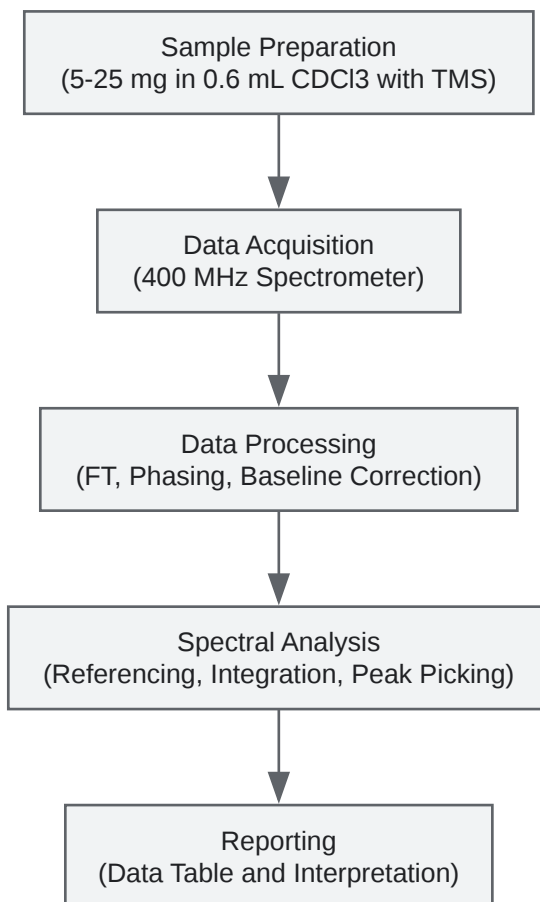 Sample Preparation
(5-25 mg in 0.6 mL CDCl3 with TMS)
Data Acquisition
(400 MHz Spectrometer)
Data Processing
(FT, Phasing, Baseline Correction)
Spectral Analysis
(Referencing, Integration, Peak Picking)
Reporting
(Data Table and Interpretation)